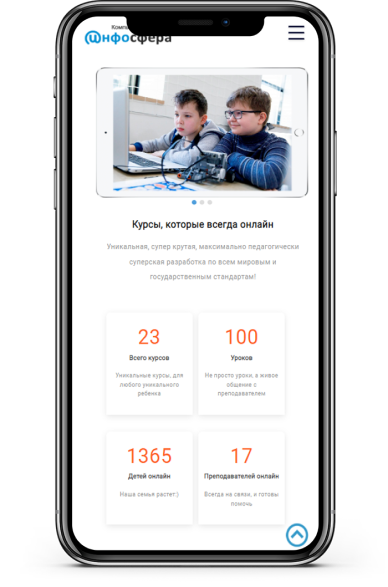 инфосфера
Курсы, которые всегда онлайн
Уникальная, супер крутая, максимально педагогически
суперская разработка по всем мировым и
государственным стандартам!
23
100
Всего курсов
Уроков
Уникальные курсы, для
любого уникального
ребенка
Не просто уроки, а живое
общение с
преподавателем
1365
17
Детей онлайн
Преподавателей онлайн
Наша семья растет:)
Всегда на связи, и готовы
помочь